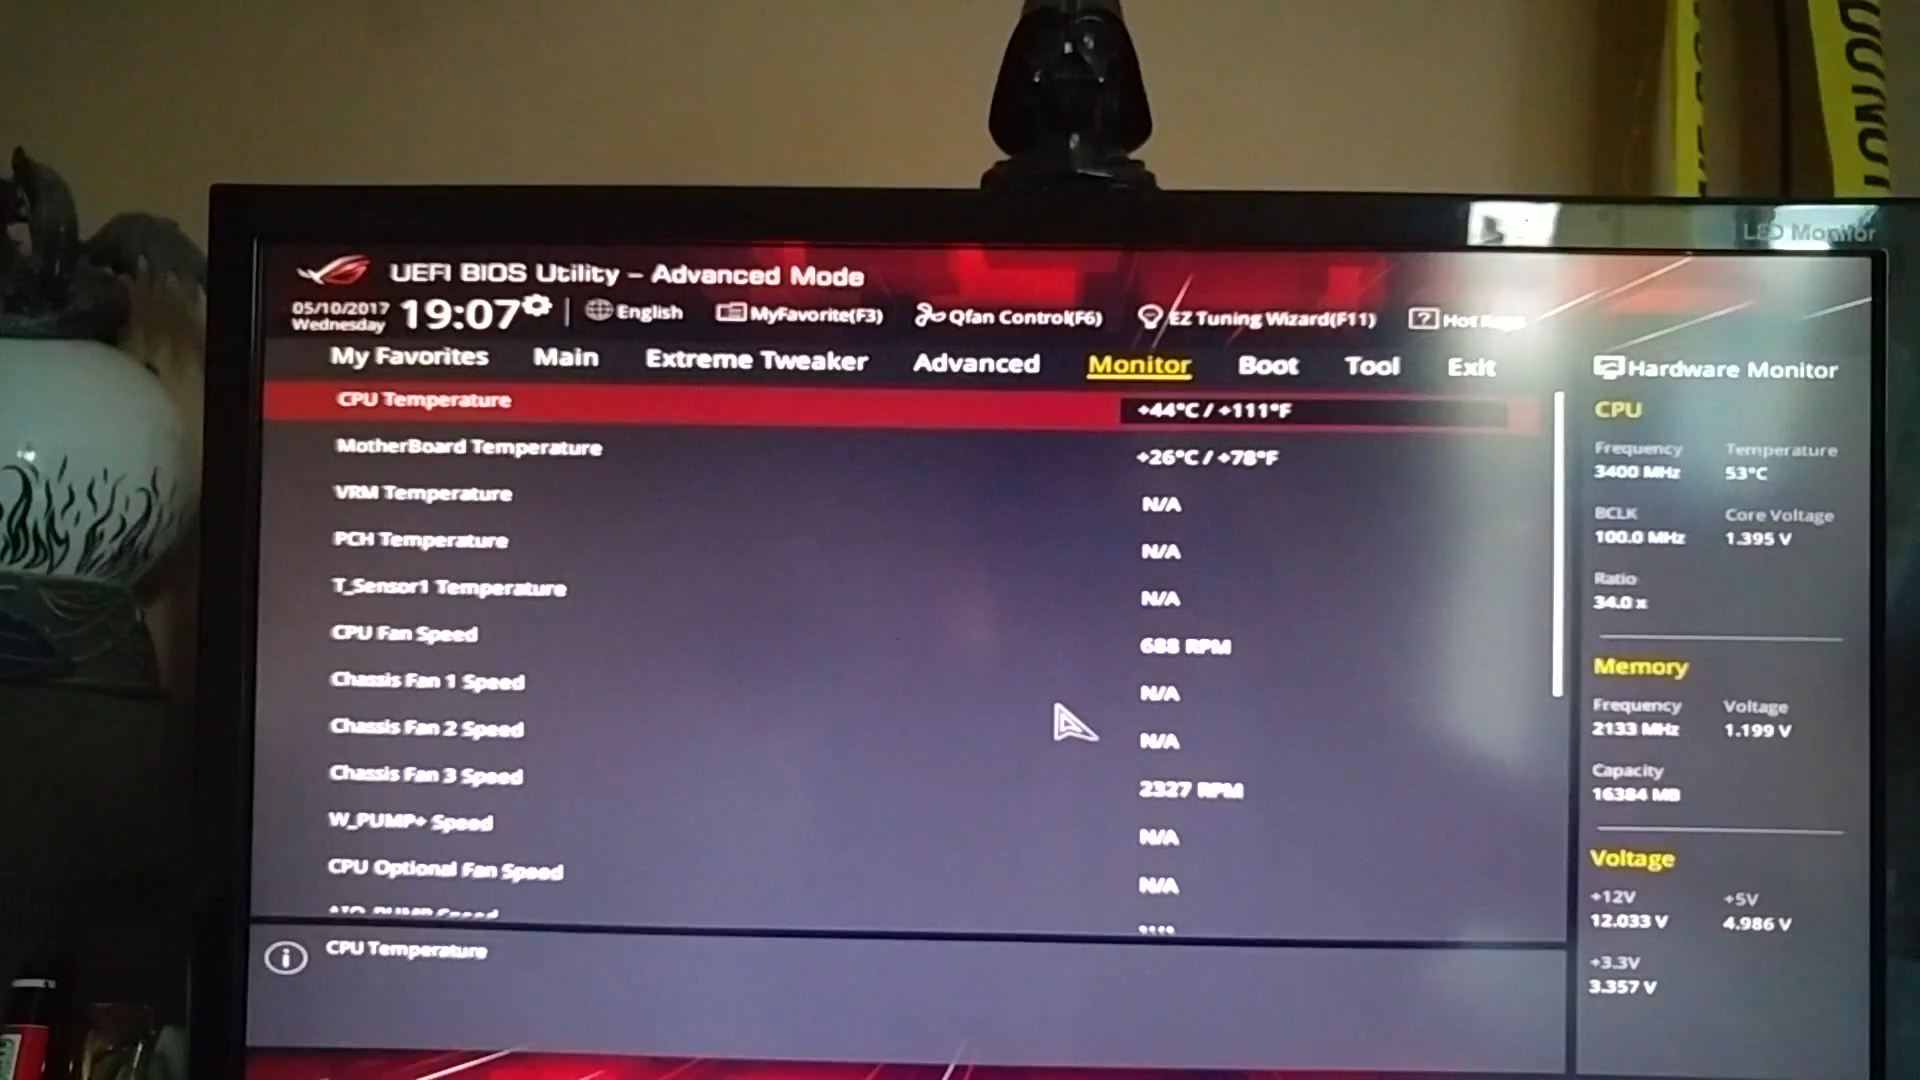 LED Monitor
UEFI BIOS Utility – Advanced Mode
05/10/2017
Wednesday
19:07
English
MyFavorite(F3)
Qfan Control(F6)
EZ Tuning Wizard(F11)
? Hot
My Favorites Main Extreme Tweaker Advanced Monitor Boot Tool Exit
CPU Temperature +44°C / +111°F
MotherBoard Temperature +26°C / +78°F
VRM Temperature N/A
PCH Temperature N/A
T_Sensor1 Temperature N/A
CPU Fan Speed 688 RPM
Chassis Fan 1 Speed N/A
Chassis Fan 2 Speed N/A
Chassis Fan 3 Speed 2327 RPM
W_PUMP+ Speed N/A
CPU Optional Fan Speed N/A
i CPU Temperature
Hardware Monitor
CPU
Frequency Temperature
3400 MHz 53°C
BCLK Core Voltage
100.0 MHz 1.395 V
Ratio
34.0 x
Memory
Frequency Voltage
2133 MHz 1.199 V
Capacity
16384 MB
Voltage
+12V +5V
12.033 V 4.986 V
+3.3V
3.357 V